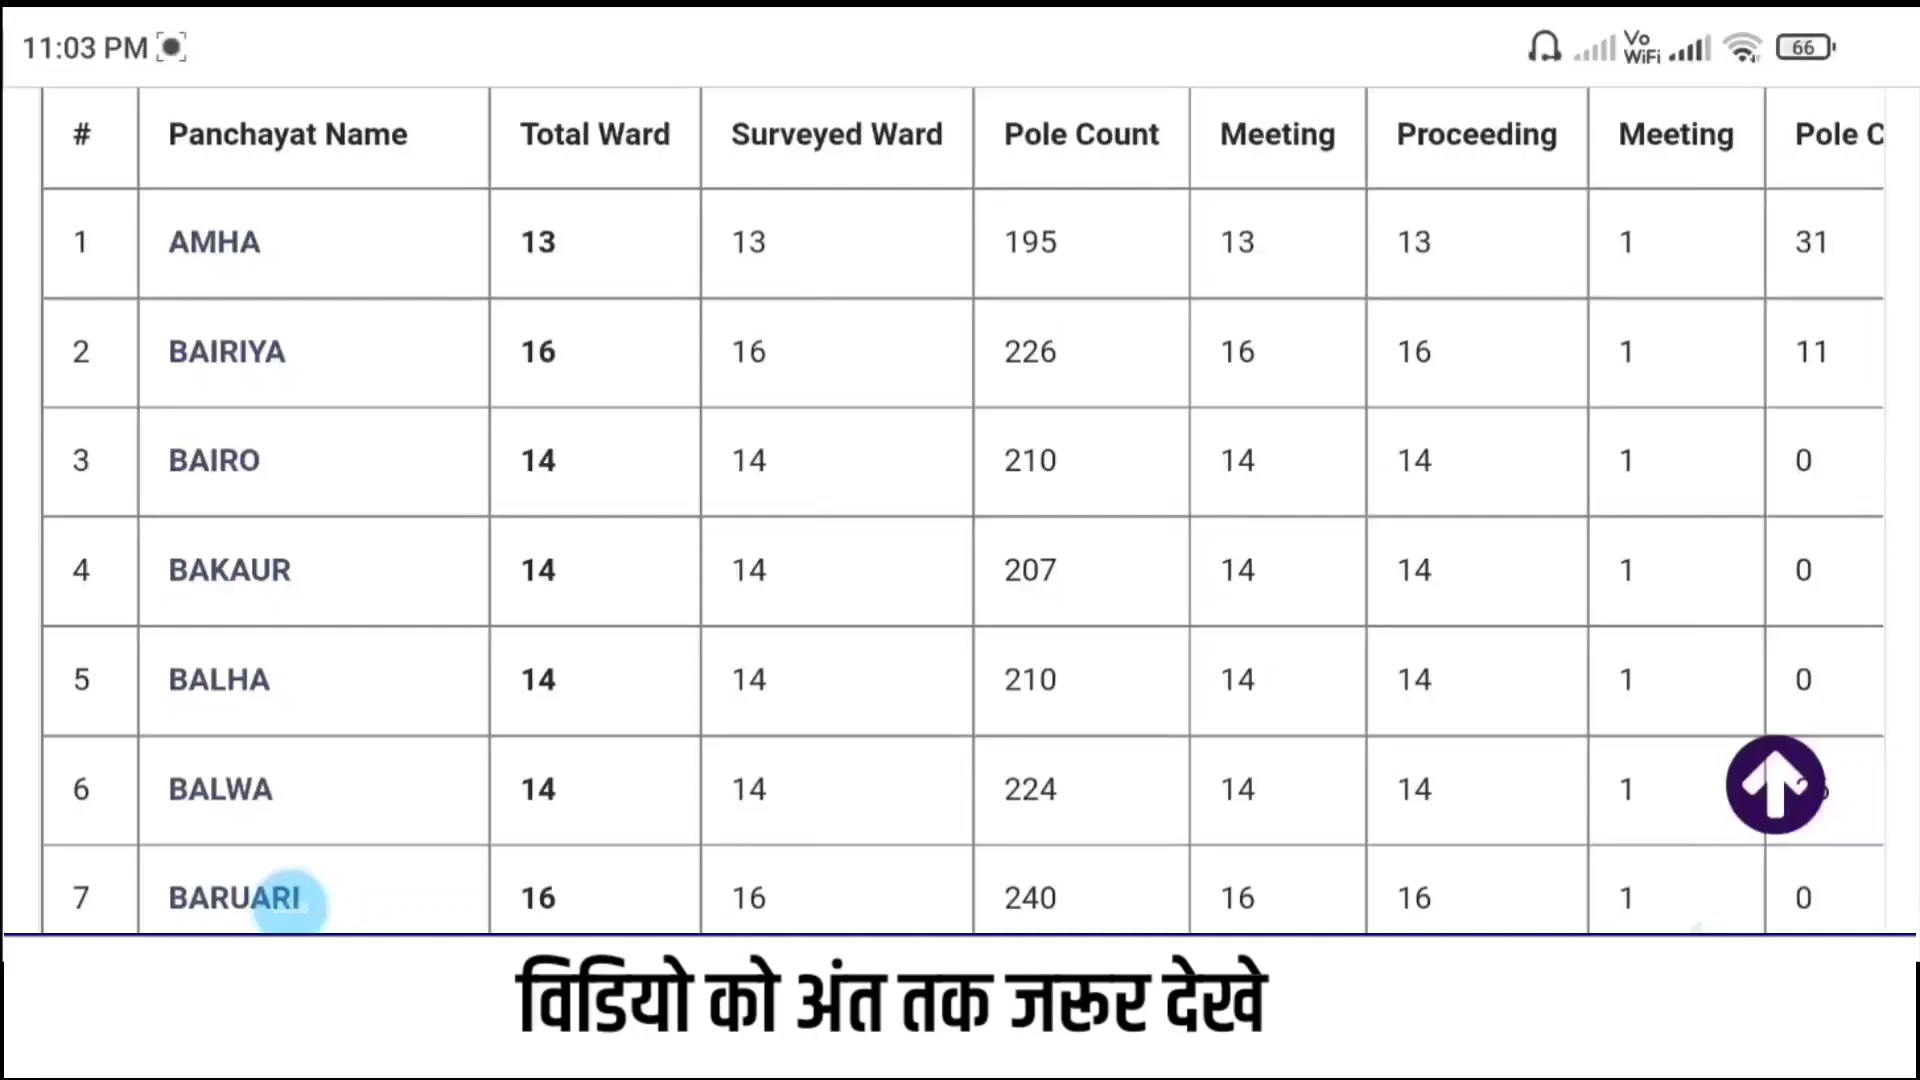 11:03 PM Vo WiFi 66
# Panchayat Name Total Ward Surveyed Ward Pole Count Meeting Proceeding Meeting Pole
1 AMHA 13 13 195 13 13 1 31
2 BAIRIYA 16 16 226 16 16 1 11
3 BAIRO 14 14 210 14 14 1 0
4 BAKAUR 14 14 207 14 14 1 0
5 BALHA 14 14 210 14 14 1 0
6 BALWA 14 14 224 14 14 1
7 BARUARI 16 16 240 16 16 1 0
विडियो को अंत तक जरूर देखे